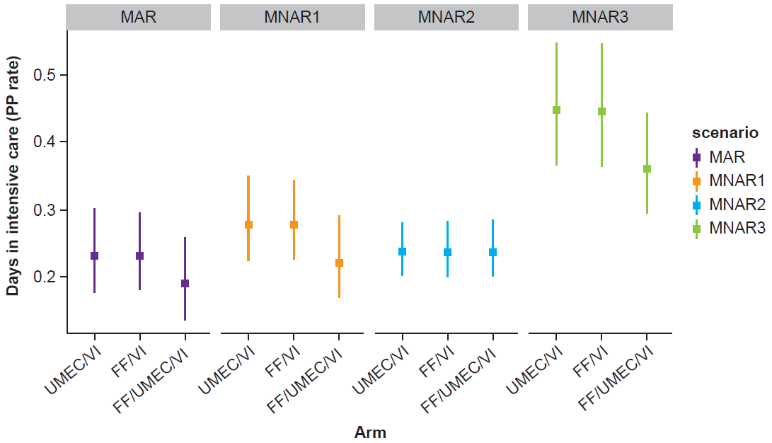 MAR MNAR1 MNAR2 MNAR3
Days in intensive care (PP rate)
0.5
0.4
0.3
0.2
UMEC/VI FF/VI FF/UMEC/VI UMEC/VI FF/VI FF/UMEC/VI UMEC/VI FF/VI FF/UMEC/VI UMEC/VI FF/VI FF/UMEC/VI
Arm
scenario
MAR
MNAR1
MNAR2
MNAR3